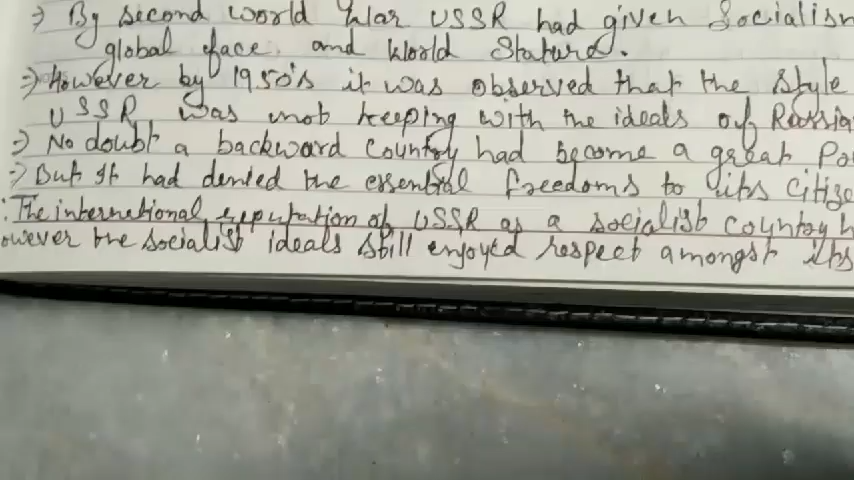 ⇒ By second world War USSR had given Socialism
global face. and World Stature.
⇒ However by 1950's it was observed that the style
USSR was not keeping with the ideals of Russia
⇒ No doubt a backward Country had become a great Po
⇒ But It had denied the essential freedoms to its citize
: The international reputation of USSR as a socialist country h
owever the socialist ideals still enjoyed respect amongst its